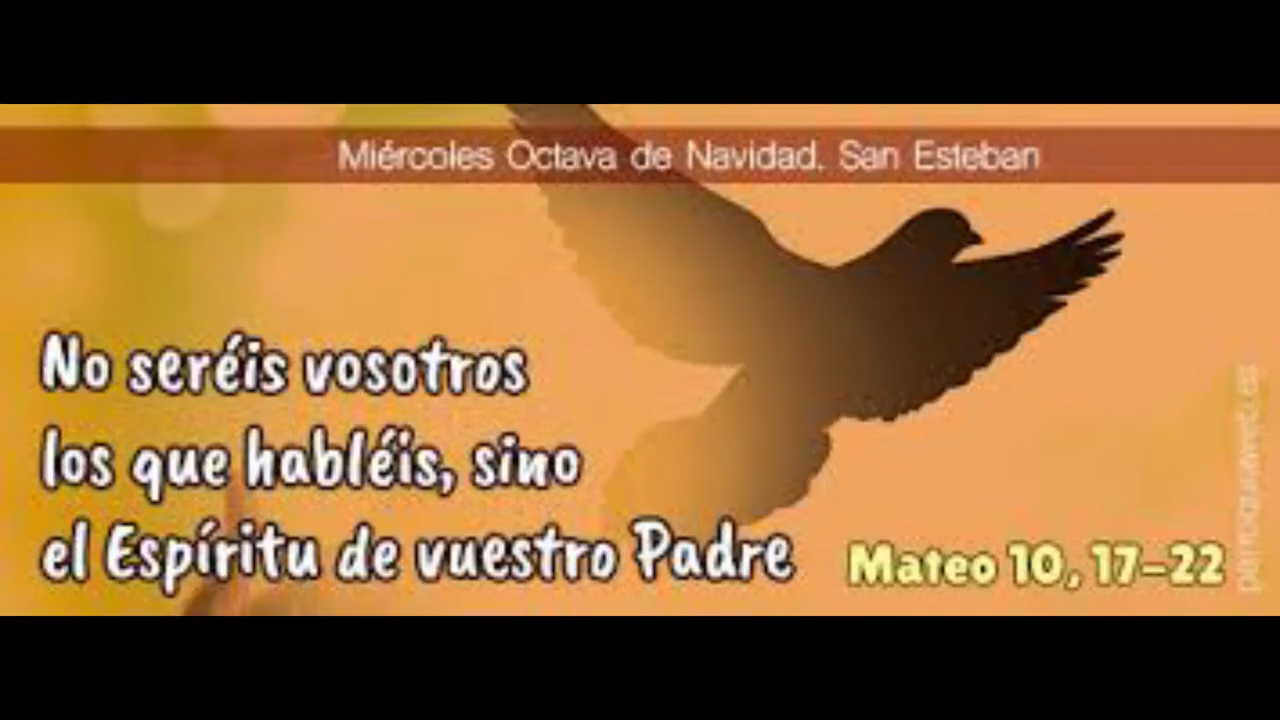 Miércoles Octava de Navidad. San Esteban
No seréis vosotros
los que habléis, sino
el Espíritu de vuestro Padre
Mateo 10, 17-22